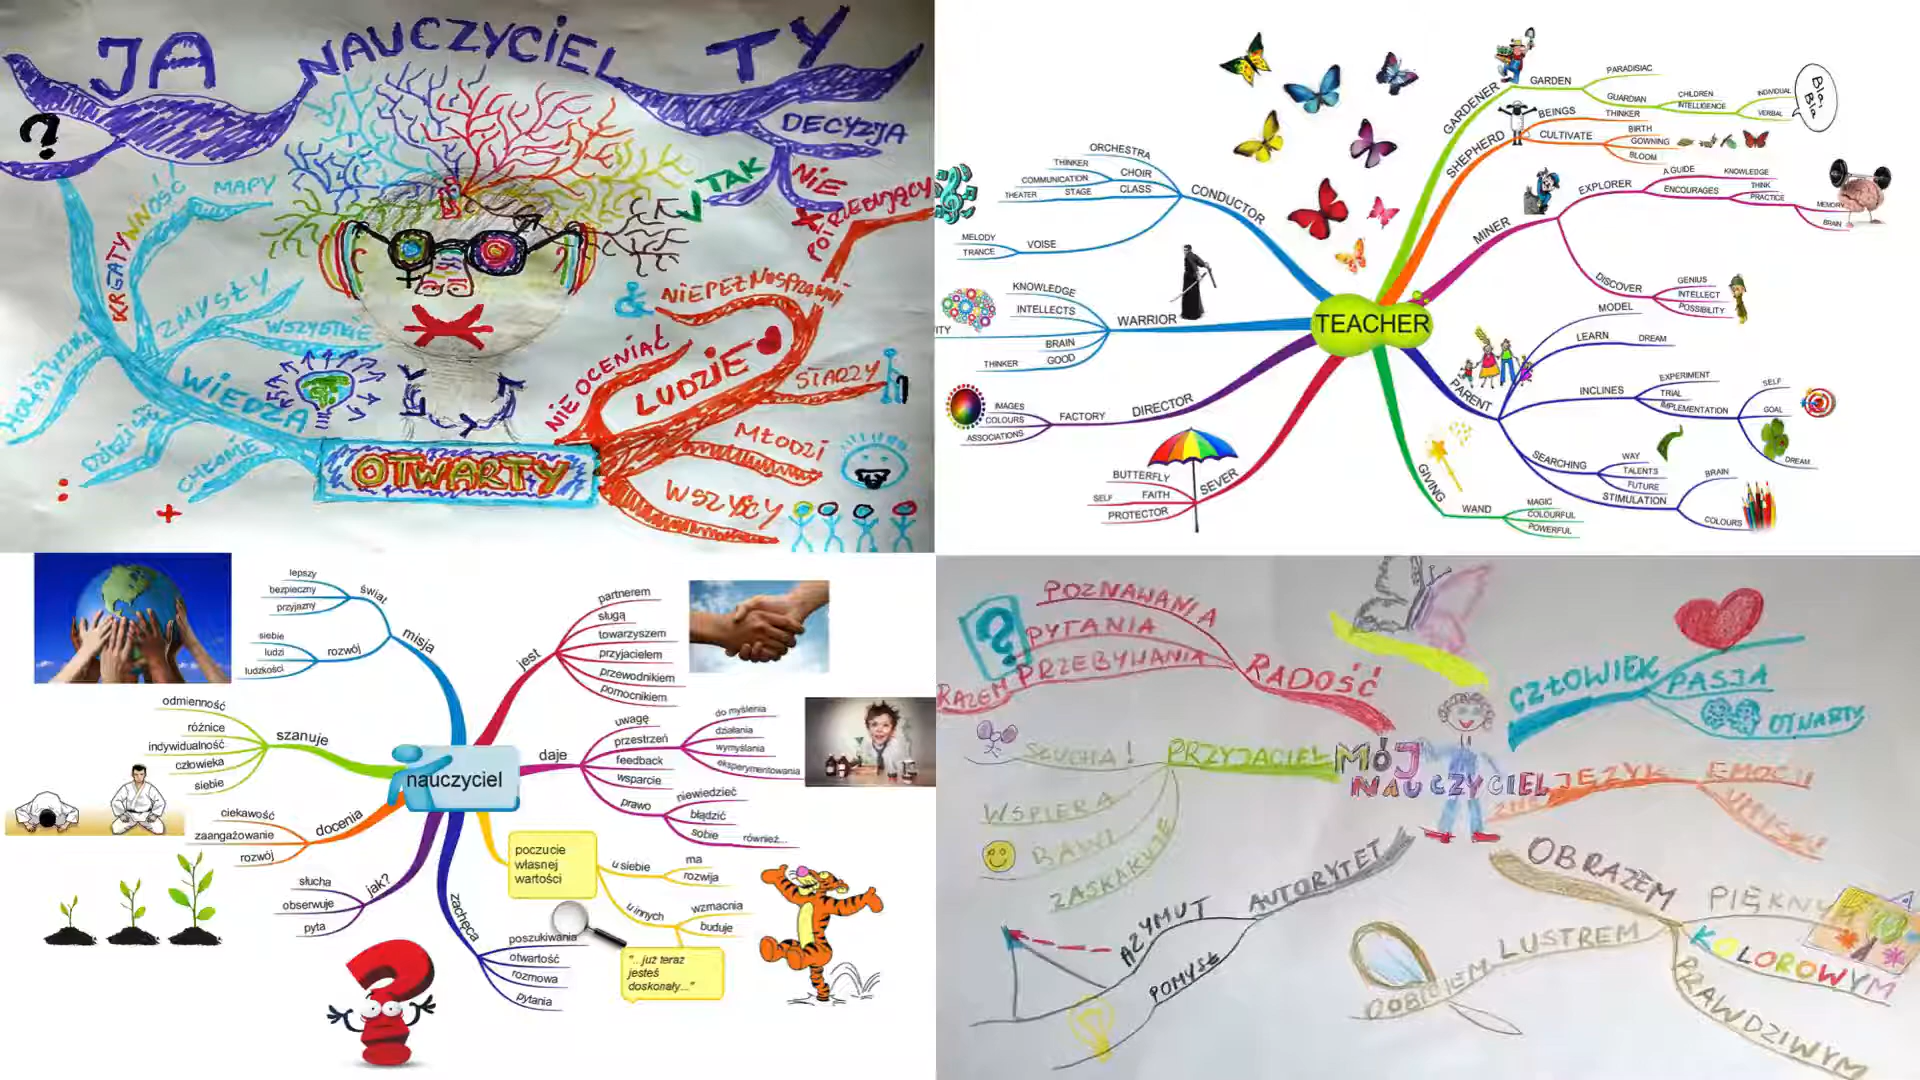 JA
NAUCZYCIEL
TY
?
DECYZJA
TAK
NIE
POTRZEBUJĄCY
KREATYWNOŚĆ
MAPY
ZMYSŁY
WSZYSTKIE
WIEDZA
CHŁONIE
NIEPEŁNOSPRAWNI
NIE OCENIAĆ
LUDZIE
STARZY
MŁODZI
WSZYSCY
OTWARTY
TEACHER
GARDENER
GARDEN
PARADISIAC
GUARDIAN
CHILDREN
INTELLIGENCE
INDIVIDUAL
VERBAL
Bla,
Bla
SHEPHERD
BEINGS
THINKER
CULTIVATE
BIRTH
GOWNING
BLOOM
MINER
EXPLORER
A GUIDE
KNOWLEDGE
ENCOURAGES
THINK
PRACTICE
MEMORY
BRAIN
DISCOVER
GENIUS
INTELLECT
POSSIBILITY
PARENT
MODEL
LEARN
DREAM
INCLINES
EXPERIMENT
TRIAL
IMPLEMENTATION
SELF
GOAL
DREAM
SEARCHING
WAY
TALENTS
FUTURE
STIMULATION
BRAIN
COLOURS
GIVING
WAND
MAGIC
COLOURFUL
POWERFUL
CONDUCTOR
ORCHESTRA
CHOIR
THINKER
COMMUNICATION
CLASS
STAGE
THEATER
VOISE
MELODY
TRANCE
WARRIOR
KNOWLEDGE
INTELLECTS
BRAIN
GOOD
THINKER
ITY
DIRECTOR
FACTORY
IMAGES
COLOURS
ASSOCIATIONS
SEVER
BUTTERFLY
FAITH
SELF
PROTECTOR
nauczyciel
misja
świat
lepszy
bezpieczny
przyjazny
rozwój
siebie
ludzi
ludzkości
szanuje
odmienność
różnice
indywidualność
człowieka
siebie
docenia
ciekawość
zaangażowanie
rozwój
jak?
słucha
obserwuje
pyta
jest
partnerem
sługą
towarzyszem
przyjacielem
przewodnikiem
pomocnikiem
daje
uwagę
przestrzeń
do myślenia
działania
wymyślania
eksperymentowania
feedback
wsparcie
prawo
niewiedzieć
błądzić
sobie
również...
poczucie
własnej
wartości
u siebie
ma
rozwija
u innych
wzmacnia
buduje
"... już teraz
jesteś
doskonały..."
zachęca
poszukiwania
otwartość
rozmowa
pytania
MÓJ
NAUCZYCIEL
RADOŚĆ
POZNAWANIA
PYTANIA
PRZEBYWANIA
RAZEM
?
PRZYJACIEL
SŁUCHA!
WSPIERA
BAWI
ZASKAKUJE
AUTORYTET
AZYMUT
POMYSŁ
CZŁOWIEK
PASJA
OTWARTY
JĘZYK
EMOCJI
UMYSŁU
OBRAZEM
PIĘKNYM
KOLOROWYM
PRAWDZIWYM
LUSTREM
ODBICIEM